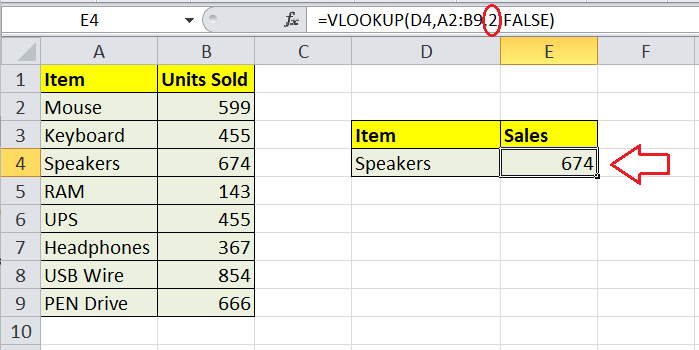 E4 fx =VLOOKUP(D4,A2:B9,2,FALSE)
A B C D E F
1 Item Units Sold
2 Mouse 599
3 Keyboard 455 Item Sales
4 Speakers 674 Speakers 674
5 RAM 143
6 UPS 455
7 Headphones 367
8 USB Wire 854
9 PEN Drive 666
10